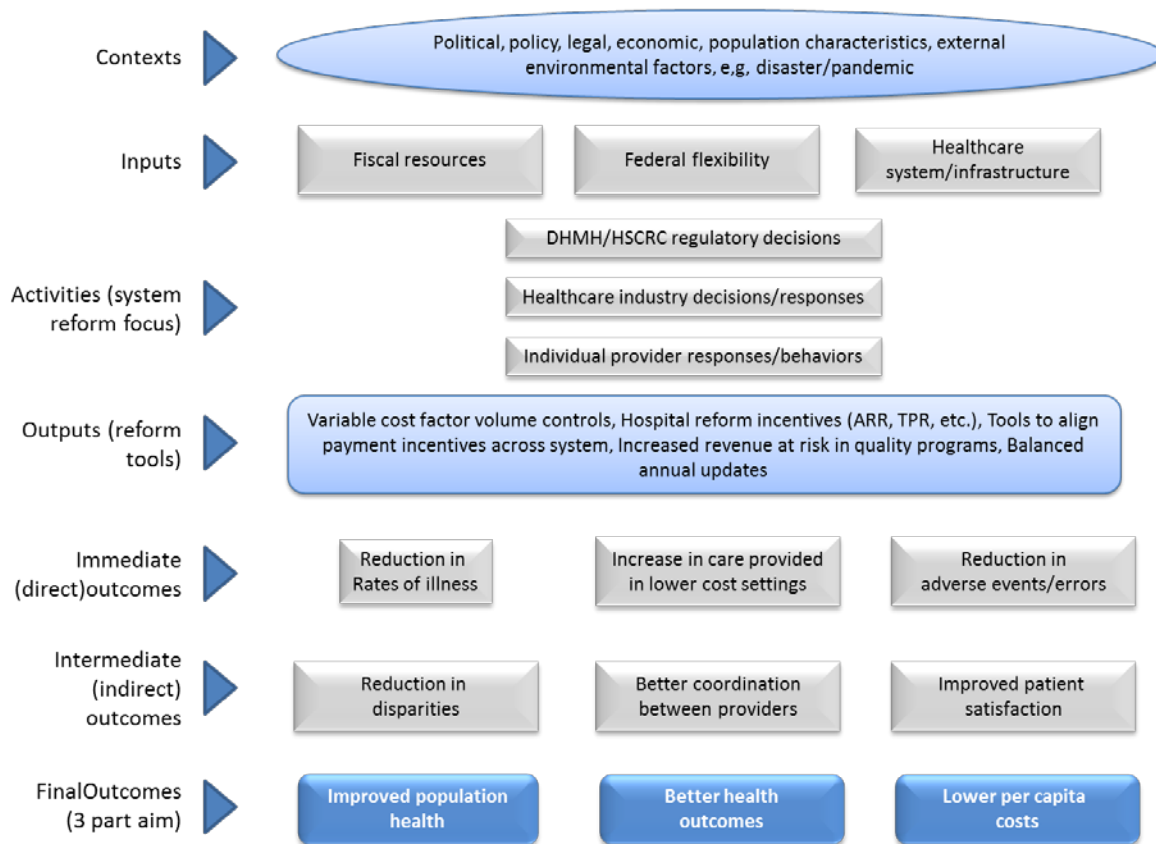 Contexts
Political, policy, legal, economic, population characteristics, external
environmental factors, e,g, disaster/pandemic
Inputs
Fiscal resources
Federal flexibility
Healthcare
system/infrastructure
Activities (system
reform focus)
DHMH/HSCRC regulatory decisions
Healthcare industry decisions/responses
Individual provider responses/behaviors
Outputs (reform
tools)
Variable cost factor volume controls, Hospital reform incentives (ARR, TPR, etc.), Tools to align
payment incentives across system, Increased revenue at risk in quality programs, Balanced
annual updates
Immediate
(direct)outcomes
Reduction in
Rates of illness
Increase in care provided
in lower cost settings
Reduction in
adverse events/errors
Intermediate
(indirect)
outcomes
Reduction in
disparities
Better coordination
between providers
Improved patient
satisfaction
FinalOutcomes
(3 part aim)
Improved population
health
Better health
outcomes
Lower per capita
costs